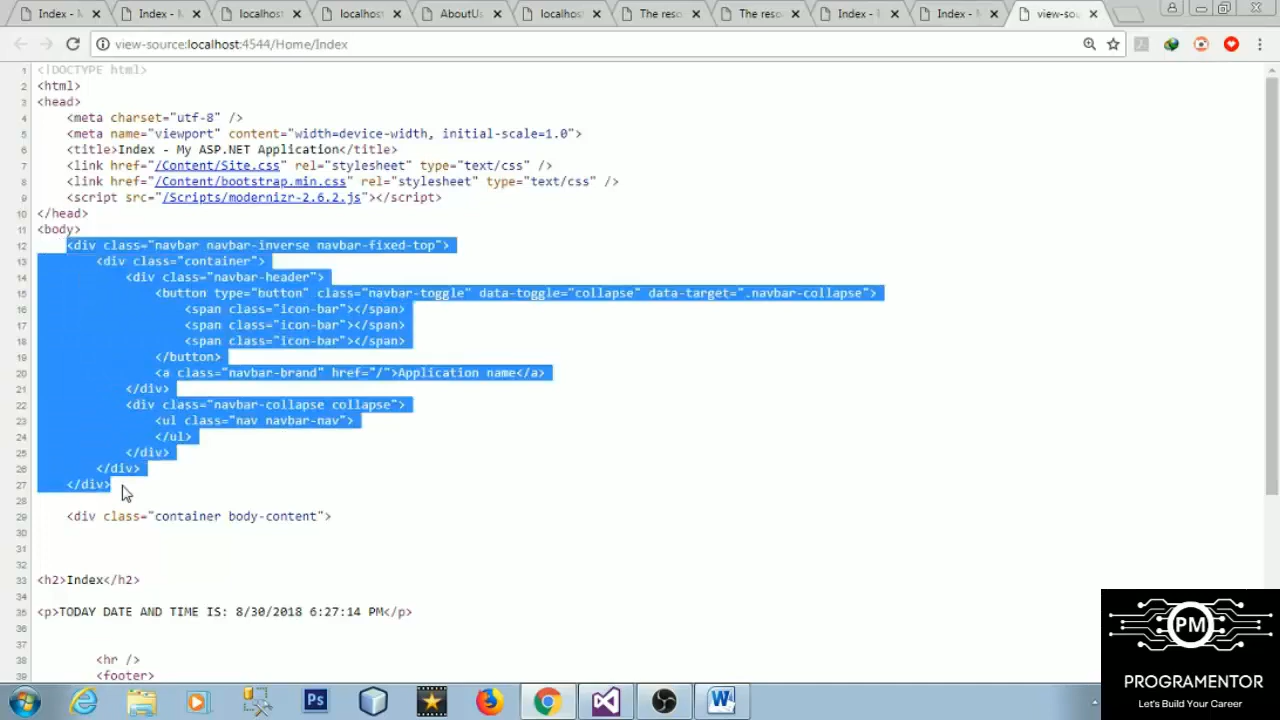 Index - M
Index - M
localhost
localhost
AboutUs
localhost
The reso
The reso
Index -
Index - M
view-sou
view-source:localhost:4544/Home/Index
1 <!DOCTYPE html>
2 <html>
3 <head>
4 <meta charset="utf-8" />
5 <meta name="viewport" content="width=device-width, initial-scale=1.0">
6 <title>Index - My ASP.NET Application</title>
7 <link href="/Content/Site.css" rel="stylesheet" type="text/css" />
8 <link href="/Content/bootstrap.min.css" rel="stylesheet" type="text/css" />
9 <script src="/Scripts/modernizr-2.6.2.js"></script>
10 </head>
11 <body>
12 <div class="navbar navbar-inverse navbar-fixed-top">
13 <div class="container">
14 <div class="navbar-header">
15 <button type="button" class="navbar-toggle" data-toggle="collapse" data-target=".navbar-collapse">
16 <span class="icon-bar"></span>
17 <span class="icon-bar"></span>
18 <span class="icon-bar"></span>
19 </button>
20 <a class="navbar-brand" href="/">Application name</a>
21 </div>
22 <div class="navbar-collapse collapse">
23 <ul class="nav navbar-nav">
24 </ul>
25 </div>
26 </div>
27 </div>
28
29 <div class="container body-content">
30
31
32
33 <h2>Index</h2>
34
35 <p>TODAY DATE AND TIME IS: 8/30/2018 6:27:14 PM</p>
36
37
38 <hr />
39 <footer>
Ps
W
PM
PROGRAMENTOR
Let's Build Your Career